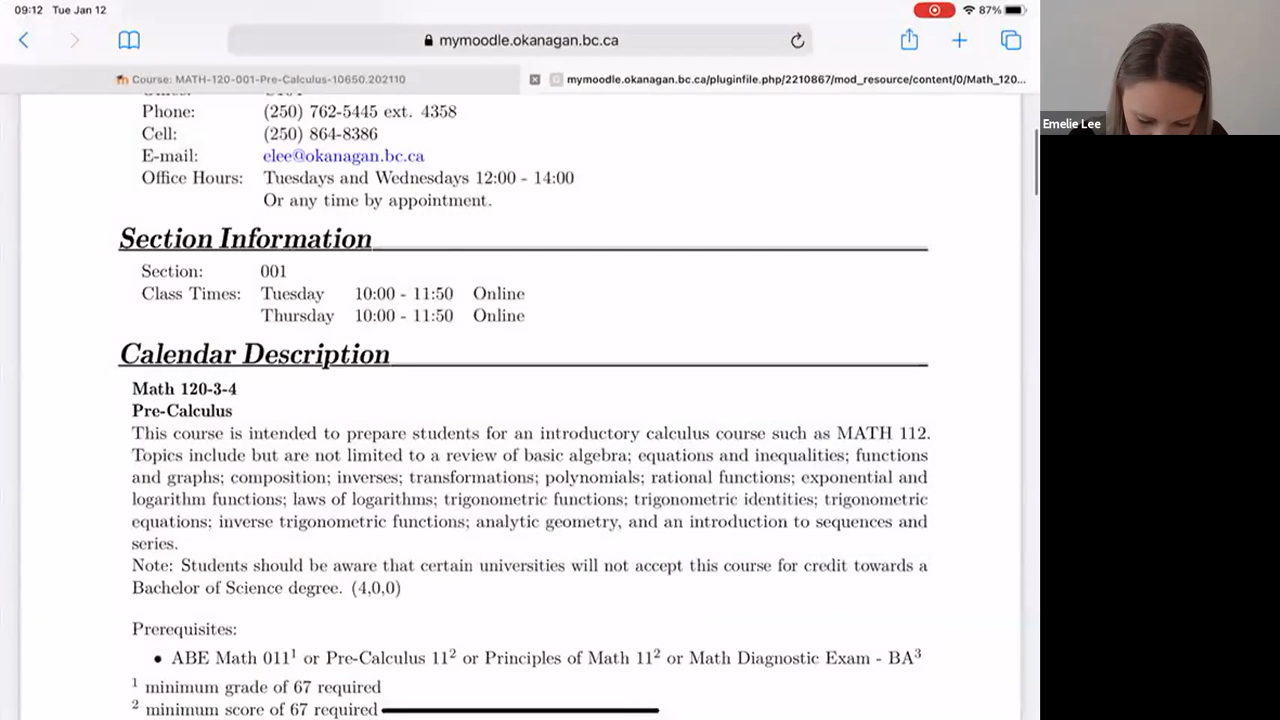 09:12 Tue Jan 12
87%
mymoodle.okanagan.bc.ca
Course: MATH-120-001-Pre-Calculus-10650.202110
mymoodle.okanagan.bc.ca/pluginfile.php/2210867/mod_resource/content/0/Math_120...
Emelie Lee
Phone: (250) 762-5445 ext. 4358
Cell: (250) 864-8386
E-mail: elee@okanagan.bc.ca
Office Hours: Tuesdays and Wednesdays 12:00 - 14:00
Or any time by appointment.
Section Information
Section: 001
Class Times: Tuesday 10:00 - 11:50 Online
Thursday 10:00 - 11:50 Online
Calendar Description
Math 120-3-4
Pre-Calculus
This course is intended to prepare students for an introductory calculus course such as MATH 112.
Topics include but are not limited to a review of basic algebra; equations and inequalities; functions
and graphs; composition; inverses; transformations; polynomials; rational functions; exponential and
logarithm functions; laws of logarithms; trigonometric functions; trigonometric identities; trigonometric
equations; inverse trigonometric functions; analytic geometry, and an introduction to sequences and
series.
Note: Students should be aware that certain universities will not accept this course for credit towards a
Bachelor of Science degree. (4,0,0)
Prerequisites:
• ABE Math 011¹ or Pre-Calculus 11² or Principles of Math 11² or Math Diagnostic Exam - BA³
¹ minimum grade of 67 required
² minimum score of 67 required